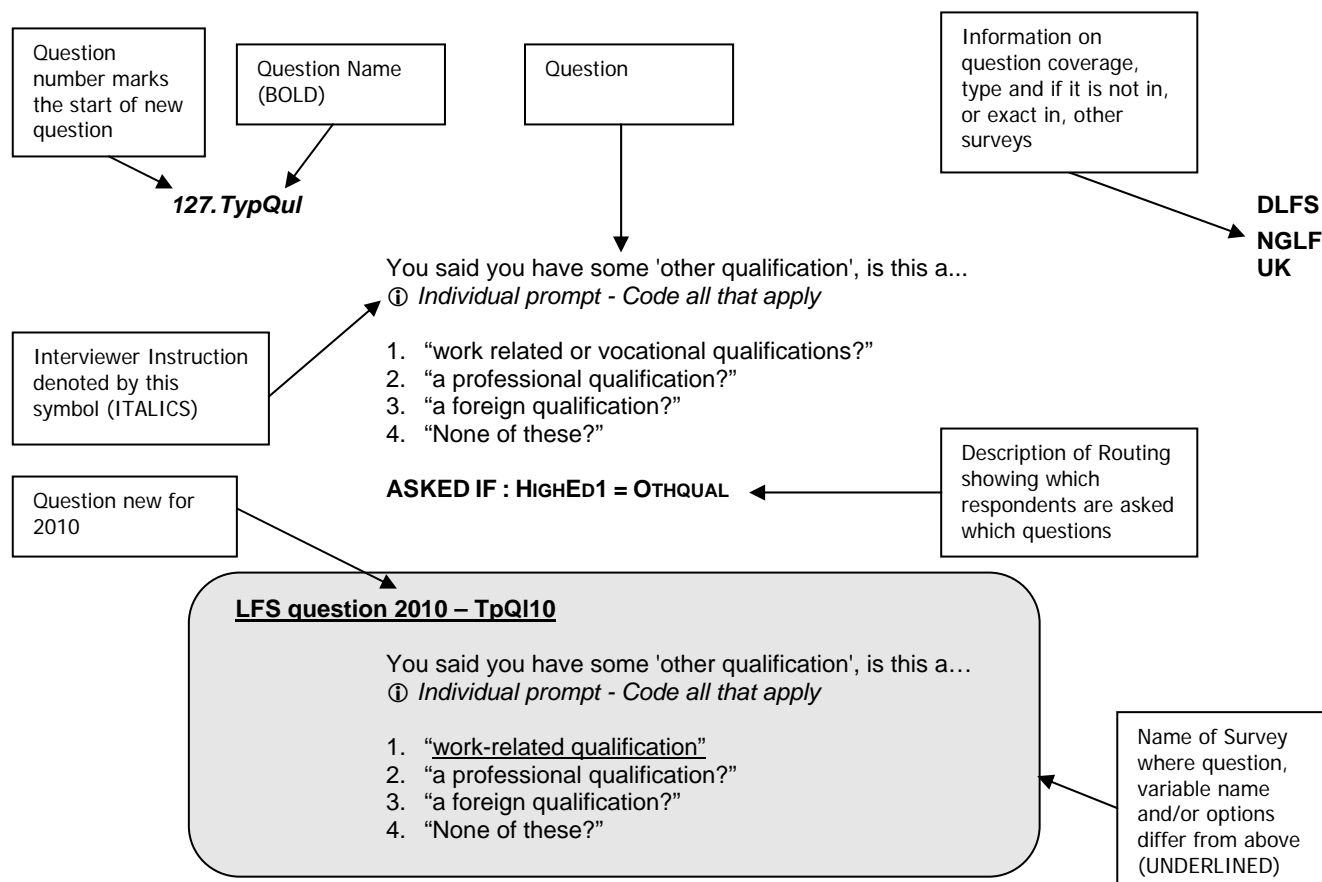 Question
number marks
the start of new
question
Question Name
(BOLD)
Question
Information on
question coverage,
type and if it is not in,
or exact in, other
surveys
127.TypQul
DLFS
NGLF
UK
You said you have some 'other qualification', is this a...
ⓘ Individual prompt - Code all that apply
Interviewer Instruction
denoted by this
symbol (ITALICS)
1. “work related or vocational qualifications?”
2. “a professional qualification?”
3. “a foreign qualification?”
4. “None of these?”
ASKED IF : HIGHED1 = OTHQUAL
Description of Routing
showing which
respondents are asked
which questions
Question new for
2010
LFS question 2010 – TpQl10
You said you have some 'other qualification', is this a…
ⓘ Individual prompt - Code all that apply
1. “work-related qualification”
2. “a professional qualification?”
3. “a foreign qualification?”
4. “None of these?”
Name of Survey
where question,
variable name
and/or options
differ from above
(UNDERLINED)